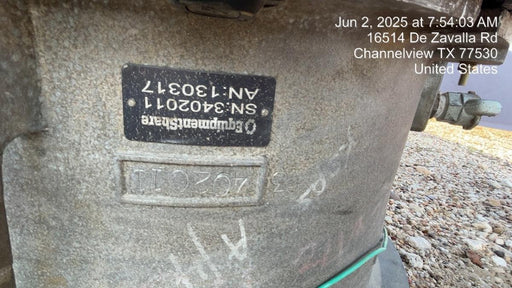 Jun 2, 2025 at 7:54:03 AM
16514 De Zavalla Rd
Channelview TX 77530
United States
EquipmentShare
SN:3402011
AN:130317
3402011